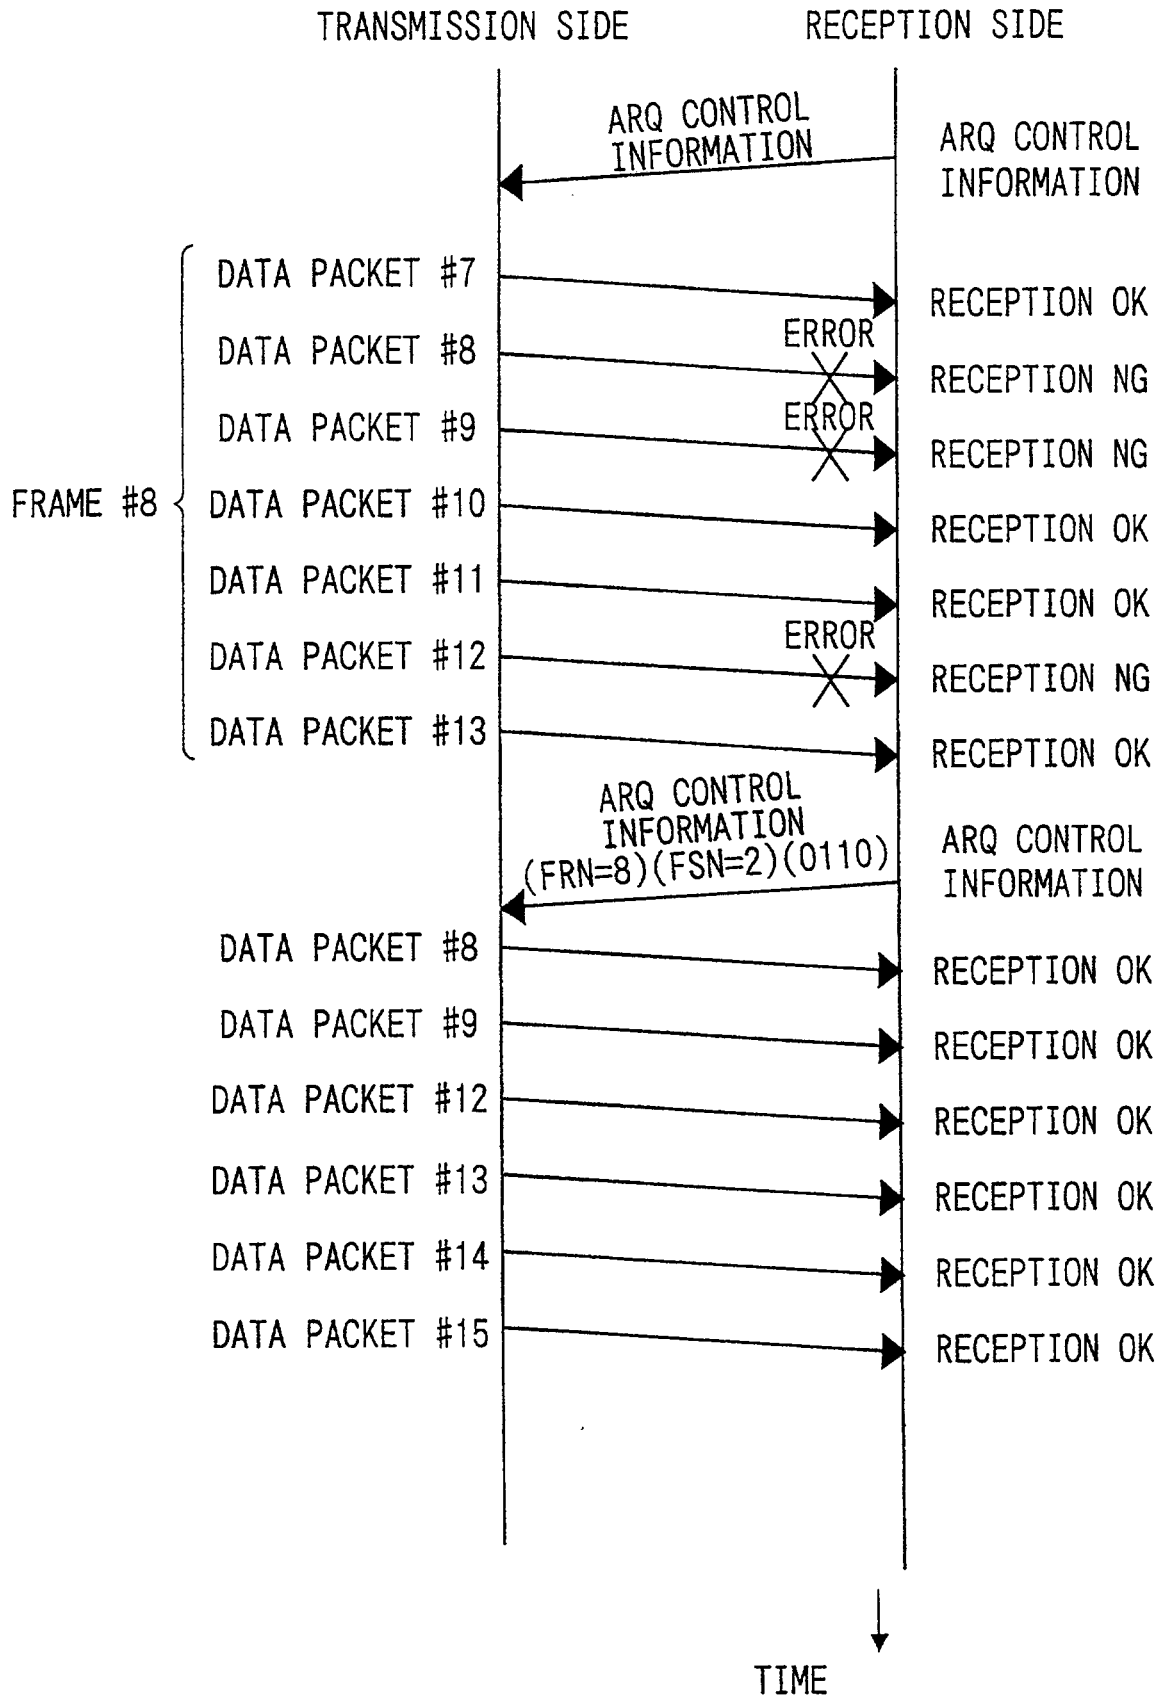 TRANSMISSION SIDE
RECEPTION SIDE
ARQ CONTROL
INFORMATION
ARQ CONTROL
INFORMATION
DATA PACKET #7
RECEPTION OK
ERROR
DATA PACKET #8
RECEPTION NG
ERROR
DATA PACKET #9
RECEPTION NG
FRAME #8
DATA PACKET #10
RECEPTION OK
DATA PACKET #11
RECEPTION OK
ERROR
DATA PACKET #12
RECEPTION NG
DATA PACKET #13
RECEPTION OK
ARQ CONTROL
INFORMATION
(FRN=8)(FSN=2)(0110)
ARQ CONTROL
INFORMATION
DATA PACKET #8
RECEPTION OK
DATA PACKET #9
RECEPTION OK
DATA PACKET #12
RECEPTION OK
DATA PACKET #13
RECEPTION OK
DATA PACKET #14
RECEPTION OK
DATA PACKET #15
RECEPTION OK
TIME